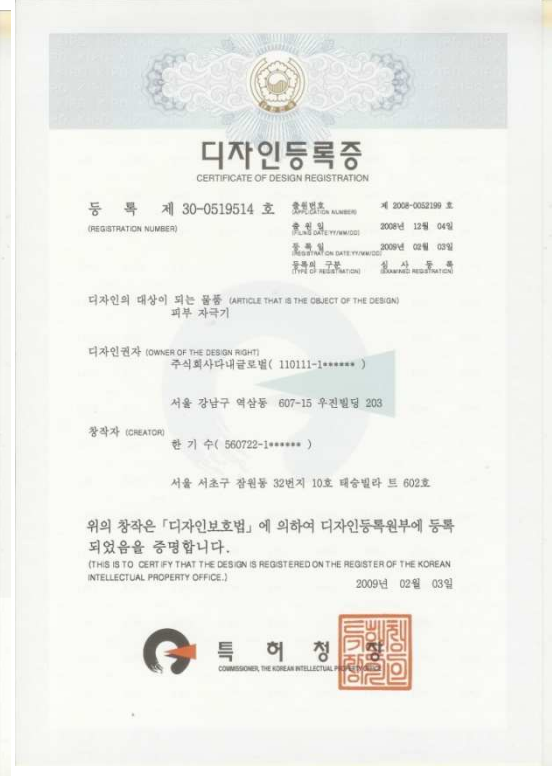 디자인등록증
CERTIFICATE OF DESIGN REGISTRATION
등 록 제 30-0519514 호
(REGISTRATION NUMBER)
출원번호 제 2008-0052199 호
(APPLICATION NUMBER)
출 원 일 2008년 12월 04일
(FILING DATE:YY/MM/DD)
등 록 일 2009년 02월 03일
(REGISTRATION DATE:YY/MM/DD)
등록의 구분 심 사 등 록
(TYPE OF REGISTRATION) (EXAMINED REGISTRATION)
디자인의 대상이 되는 물품 (ARTICLE THAT IS THE OBJECT OF THE DESIGN)
피부 자극기
디자인권자 (OWNER OF THE DESIGN RIGHT)
주식회사다내글로벌( 110111-1****** )
서울 강남구 역삼동 607-15 우진빌딩 203
창작자 (CREATOR)
한 기 수( 560722-1****** )
서울 서초구 잠원동 32번지 10호 태승빌라 트 602호
위의 창작은「디자인보호법」에 의하여 디자인등록원부에 등록
되었음을 증명합니다.
(THIS IS TO CERTIFY THAT THE DESIGN IS REGISTERED ON THE REGISTER OF THE KOREAN
INTELLECTUAL PROPERTY OFFICE.)
2009년 02월 03일
특 허 청 장
COMMISSIONER, THE KOREAN INTELLECTUAL PROPERTY OFFICE